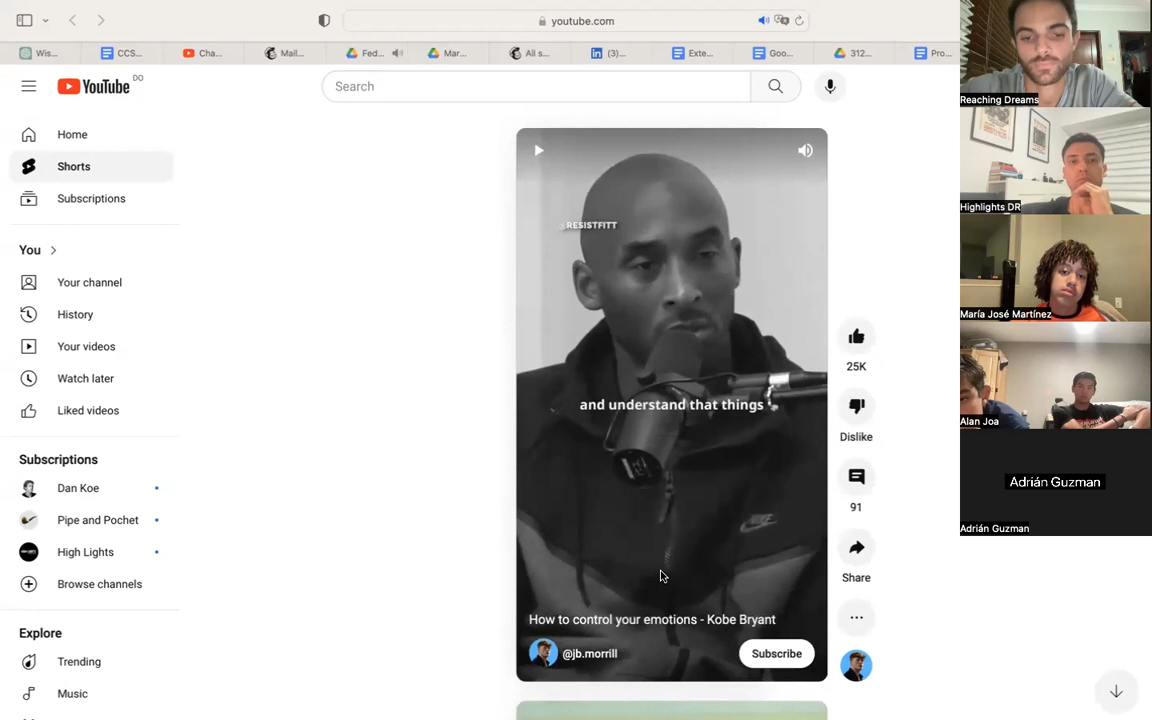 youtube.com
Wis...
CCS...
Cha...
Mail...
Fed...
Mar...
All s...
(3)...
Exte...
Goo...
312...
Pro...
YouTube DO
Search
Home
Shorts
Subscriptions
You
Your channel
History
Your videos
Watch later
Liked videos
Subscriptions
Dan Koe
Pipe and Pochet
High Lights
Browse channels
Explore
Trending
Music
RESISTFITT
and understand that things
How to control your emotions - Kobe Bryant
@jb.morrill
Subscribe
25K
Dislike
91
Share
Reaching Dreams
Highlights DR
María José Martínez
Alan Joa
Adrián Guzman
Adrián Guzman